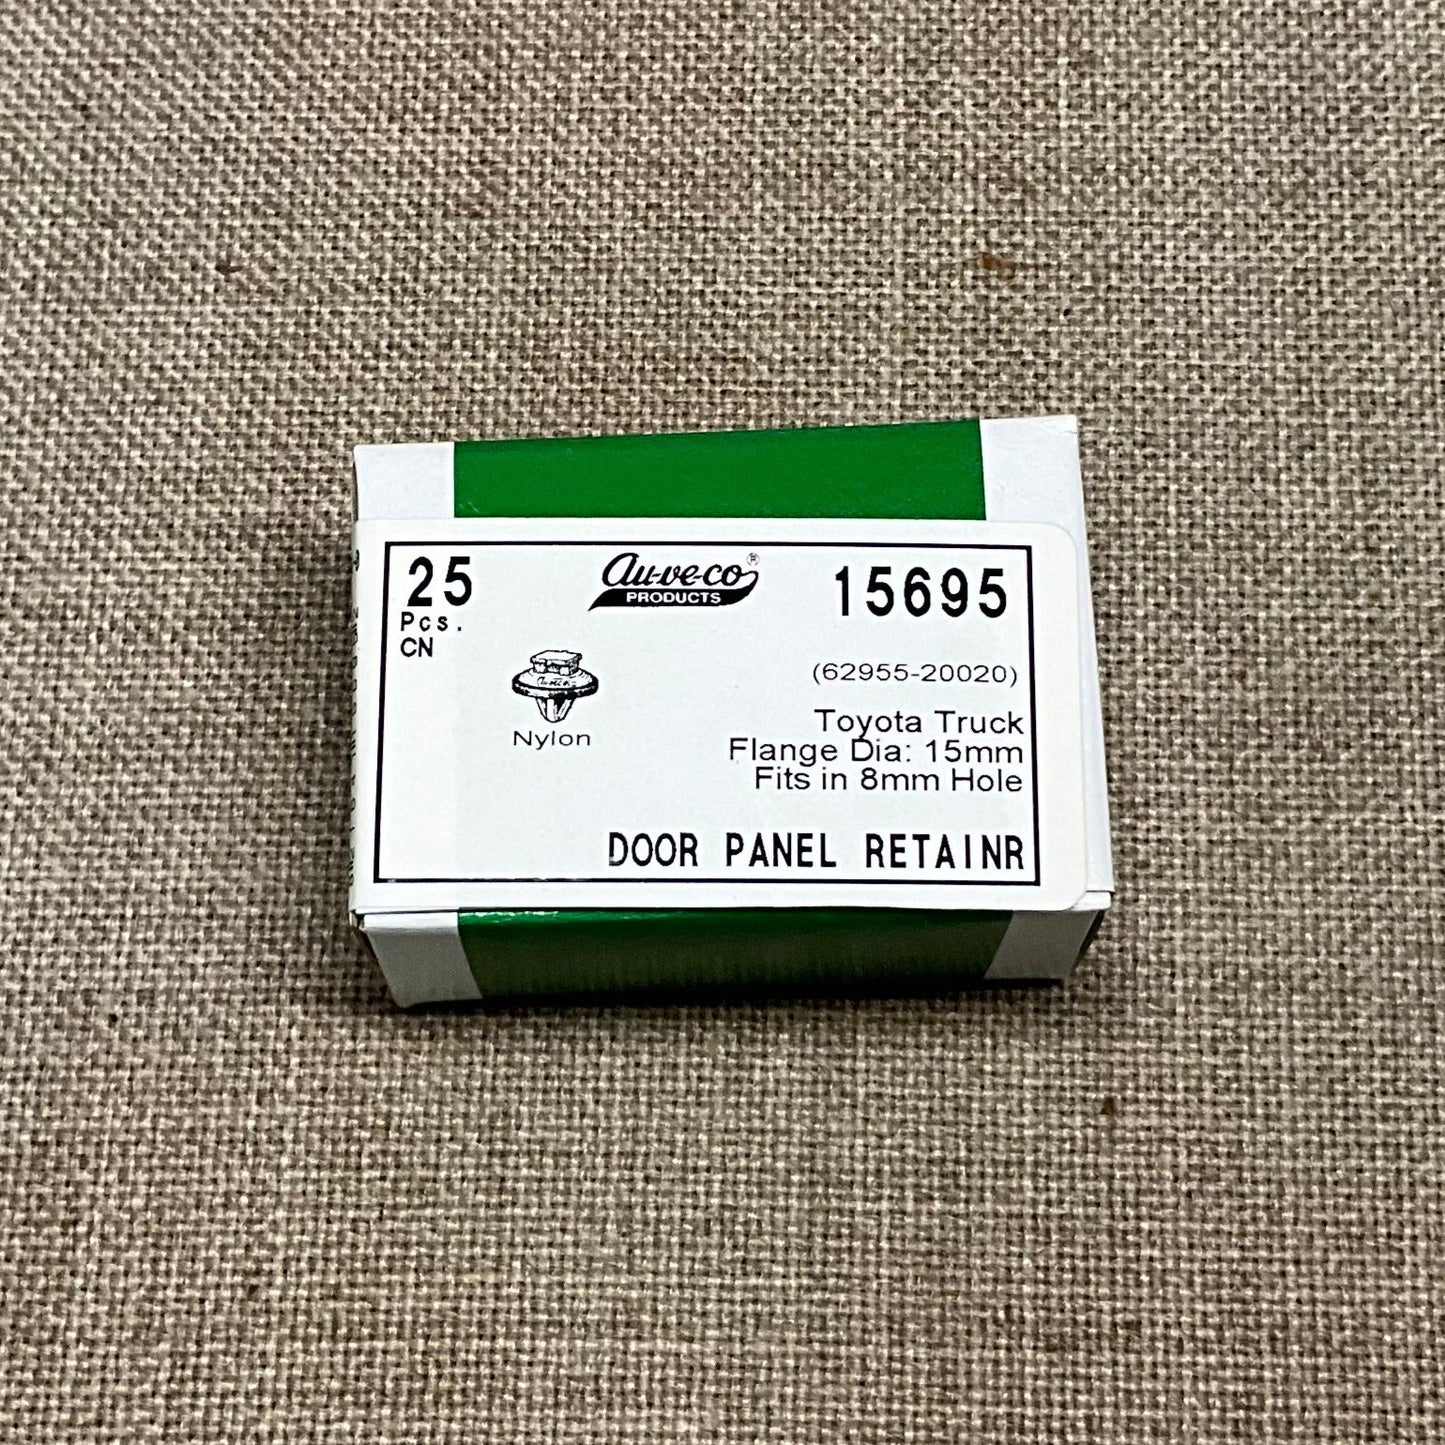 25
Pcs.
CN
au-ve-co®
PRODUCTS
15695
(62955-20020)
Nylon
Toyota Truck
Flange Dia: 15mm
Fits in 8mm Hole
DOOR PANEL RETAINR